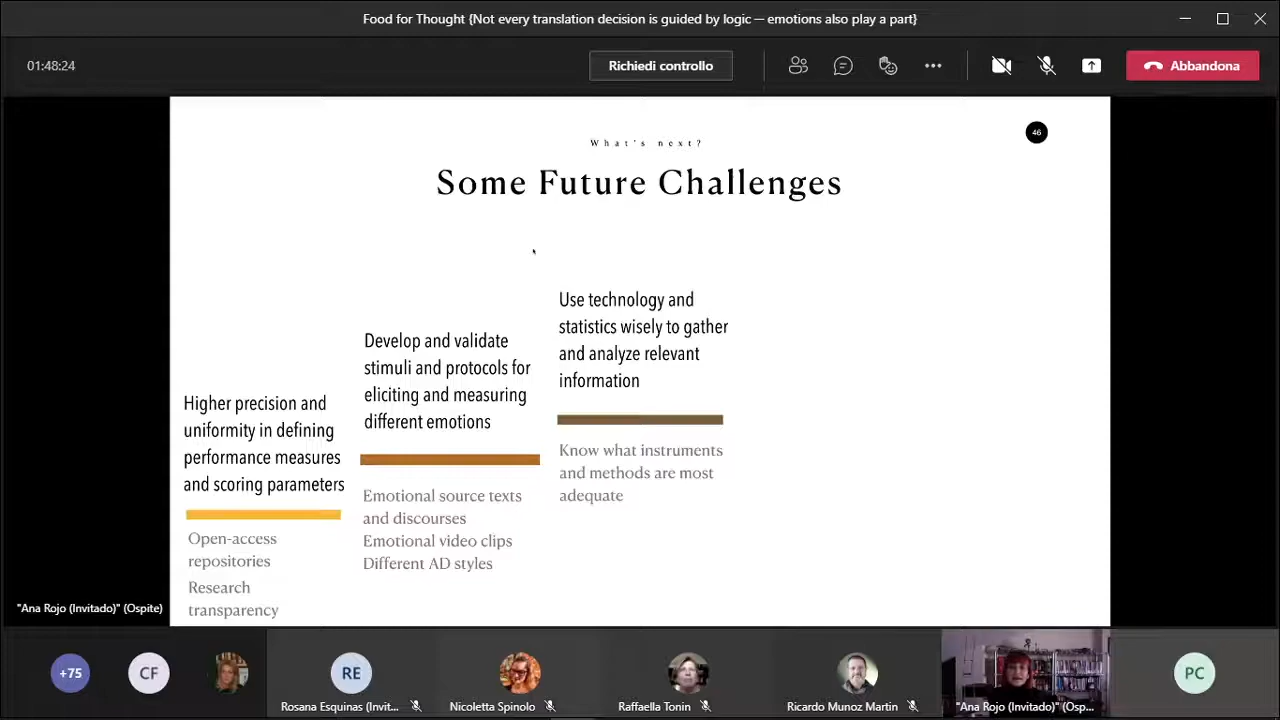 Food for Thought {Not every translation decision is guided by logic — emotions also play a part}
01:48:24
Richiedi controllo
Abbandona
46
What's next?
Some Future Challenges
Higher precision and
uniformity in defining
performance measures
and scoring parameters
Open-access
repositories
Research
transparency
Develop and validate
stimuli and protocols for
eliciting and measuring
different emotions
Emotional source texts
and discourses
Emotional video clips
Different AD styles
Use technology and
statistics wisely to gather
and analyze relevant
information
Know what instruments
and methods are most
adequate
"Ana Rojo (Invitado)" (Ospite)
+75
CF
RE
Rosana Esquinas (Invit...
Nicoletta Spinolo
Raffaella Tonin
Ricardo Munoz Martin
"Ana Rojo (Invitado)" (Osp...
PC